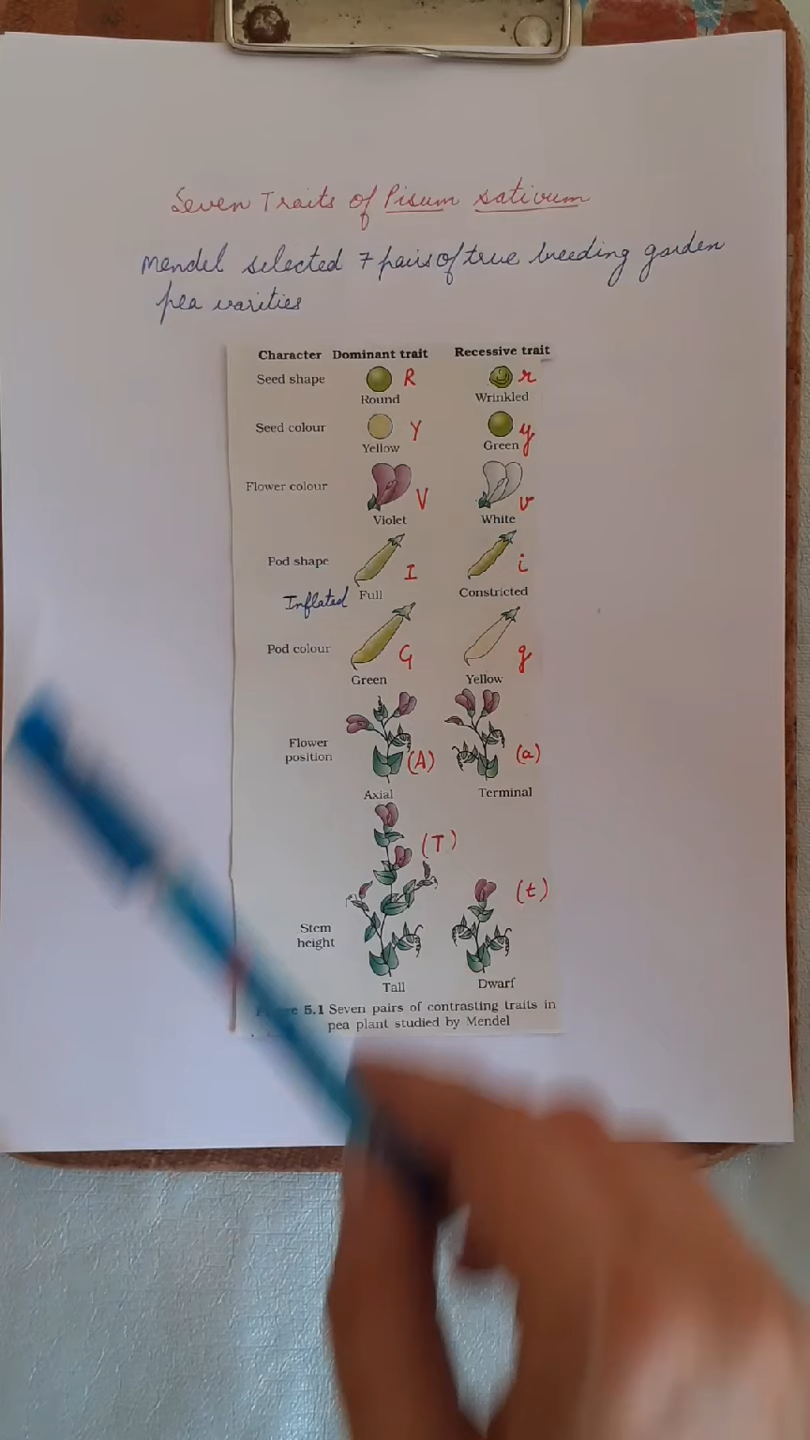 Seven Traits of Pisum sativum
Mendel selected 7 pairs of true breeding garden
pea varities
Character Dominant trait Recessive trait
Seed shape R r
Round Wrinkled
Seed colour Y y
Yellow Green
Flower colour V v
Violet White
Pod shape I i
Inflated Full Constricted
Pod colour G g
Green Yellow
Flower
position (A) (a)
Axial Terminal
(T) (t)
Stem
height
Tall Dwarf
5.1 Seven pairs of contrasting traits in
pea plant studied by Mendel